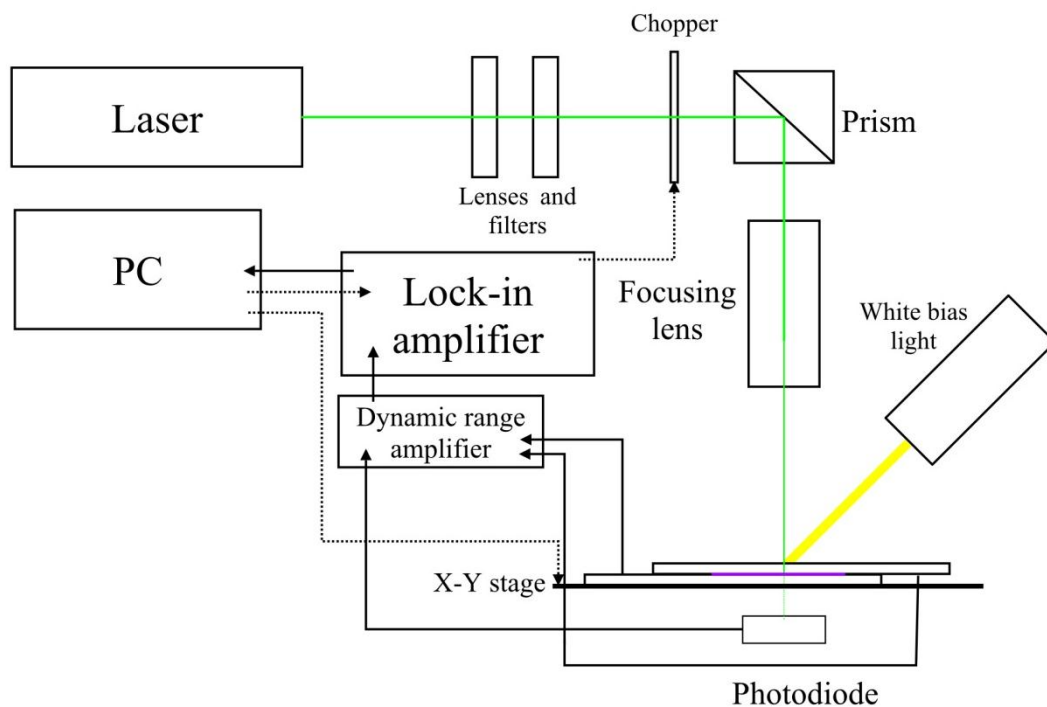 Chopper
Laser
Prism
Lenses and
filters
PC
Lock-in
amplifier
Focusing
lens
White bias
light
Dynamic range
amplifier
X-Y stage
Photodiode